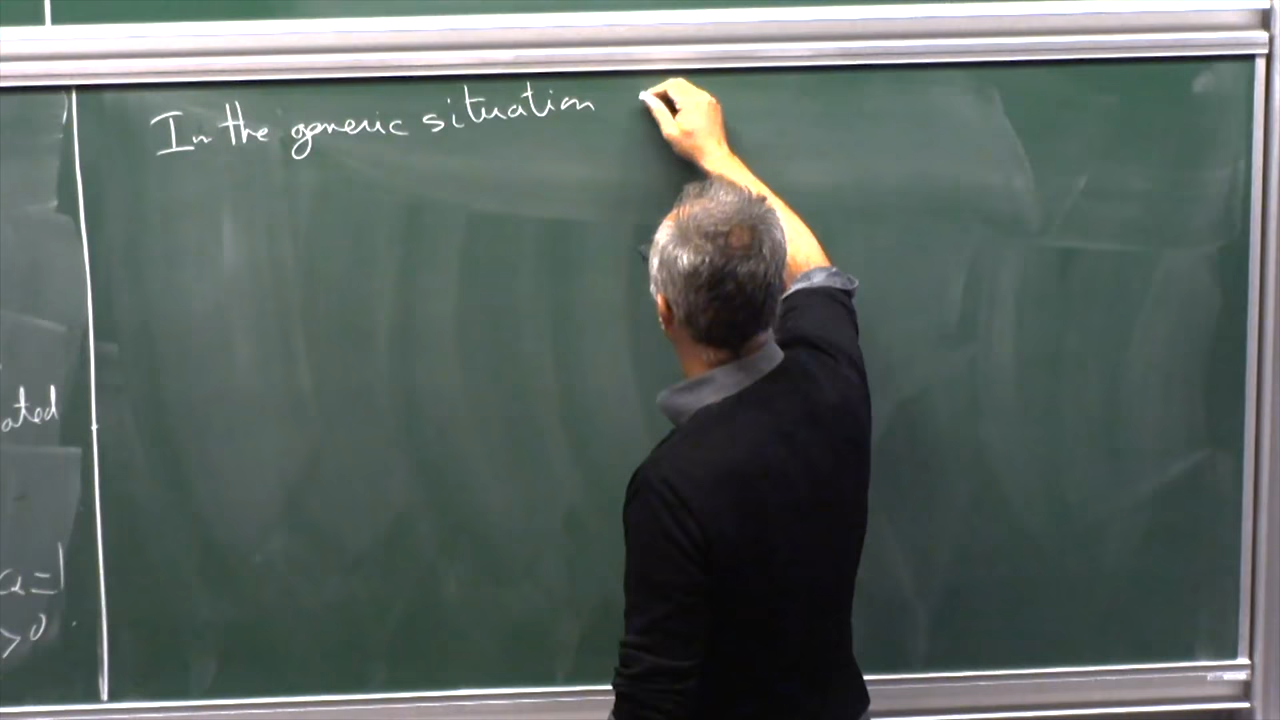 In the generic situation
ated
α=1
>0.